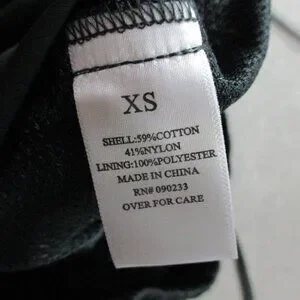 XS
SHELL:59%COTTON
41%NYLON
LINING:100%POLYESTER
MADE IN CHINA
RN# 090233
OVER FOR CARE